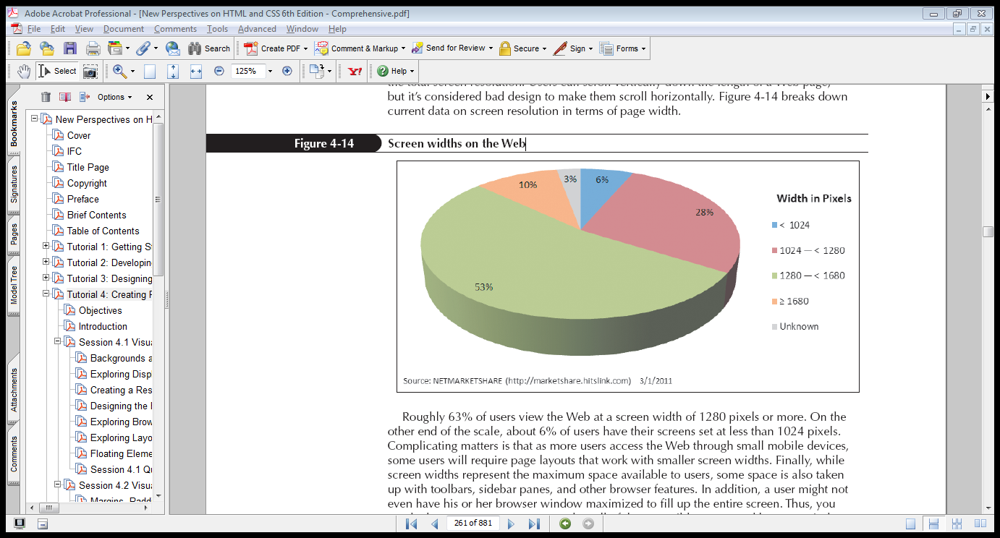 Adobe Acrobat Professional - [New Perspectives on HTML and CSS 6th Edition - Comprehensive.pdf]
File Edit View Document Comments Tools Advanced Window Help
Search Create PDF Comment & Markup Send for Review Secure Sign Forms
Select 125% Y! Help
Options
Bookmarks
Signatures
Pages
Model Tree
Attachments
Comments
New Perspectives on H
Cover
IFC
Title Page
Copyright
Preface
Brief Contents
Table of Contents
Tutorial 1: Getting S
Tutorial 2: Developin
Tutorial 3: Designing
Tutorial 4: Creating P
Objectives
Introduction
Session 4.1 Visua
Backgrounds a
Exploring Disp
Creating a Res
Designing the
Exploring Brow
Exploring Layo
Floating Eleme
Session 4.1 Qu
Session 4.2 Visua
Margins, Padd
the total screen resolution. Users can scroll vertically down the length of a Web page,
but it's considered bad design to make them scroll horizontally. Figure 4-14 breaks down
current data on screen resolution in terms of page width.
Figure 4-14 Screen widths on the Web
3%
6%
10%
28%
53%
Width in Pixels
< 1024
1024 — < 1280
1280 — < 1680
≥ 1680
Unknown
Source: NETMARKETSHARE (http://marketshare.hitslink.com) 3/1/2011
Roughly 63% of users view the Web at a screen width of 1280 pixels or more. On the
other end of the scale, about 6% of users have their screens set at less than 1024 pixels.
Complicating matters is that as more users access the Web through small mobile devices,
some users will require page layouts that work with smaller screen widths. Finally, while
screen widths represent the maximum space available to users, some space is also taken
up with toolbars, sidebar panes, and other browser features. In addition, a user might not
even have his or her browser window maximized to fill up the entire screen. Thus, you
261 of 881